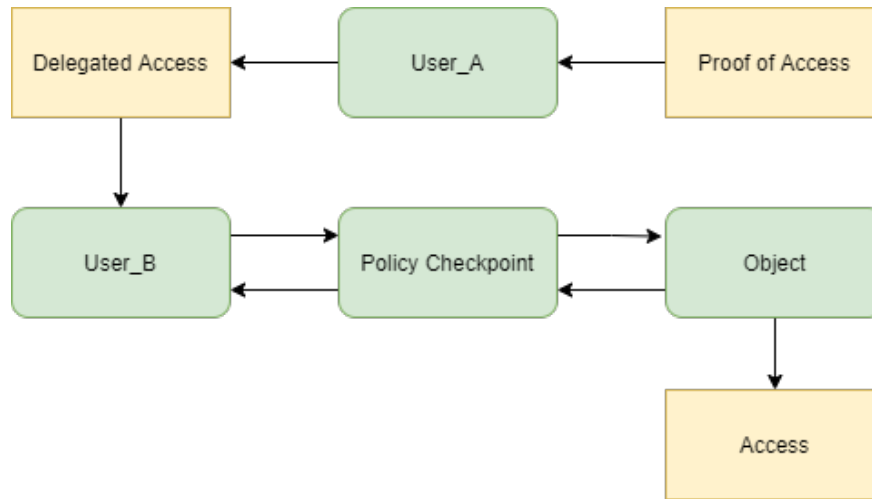 Delegated Access
User_A
Proof of Access
User_B
Policy Checkpoint
Object
Access